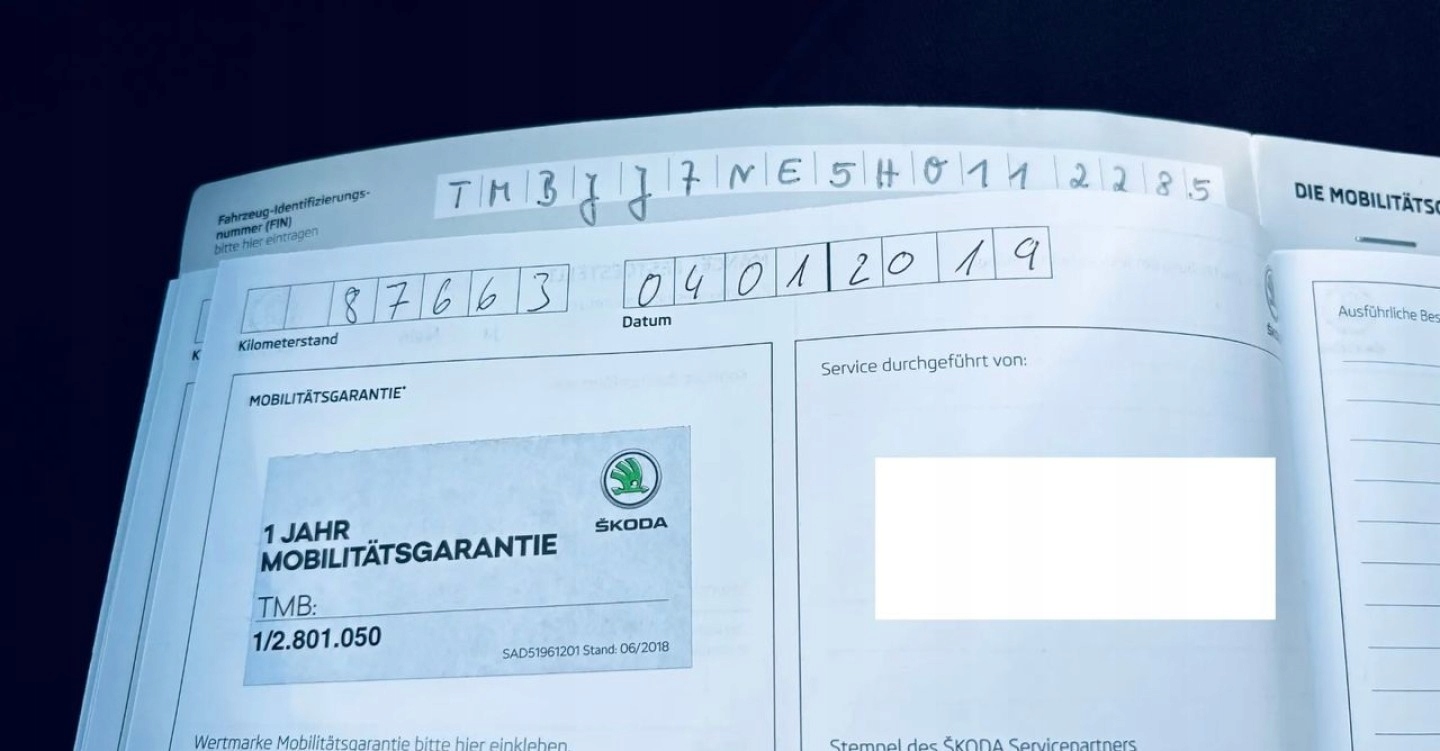 Fahrzeug-Identifizierungs-
nummer (FIN)
bitte hier eintragen
TMBJJ7NE5H0112285
DIE MOBILITÄTSG
87663
Kilometerstand
04012019
Datum
K
MOBILITÄTSGARANTIE*
1 JAHR
MOBILITÄTSGARANTIE
ŠKODA
TMB:
1/2.801.050
SAD51961201 Stand: 06/2018
Wertmarke Mobilitätsgarantie bitte hier einkleben.
Service durchgeführt von:
Stempel des ŠKODA Servicepartners
Ausführliche Bes